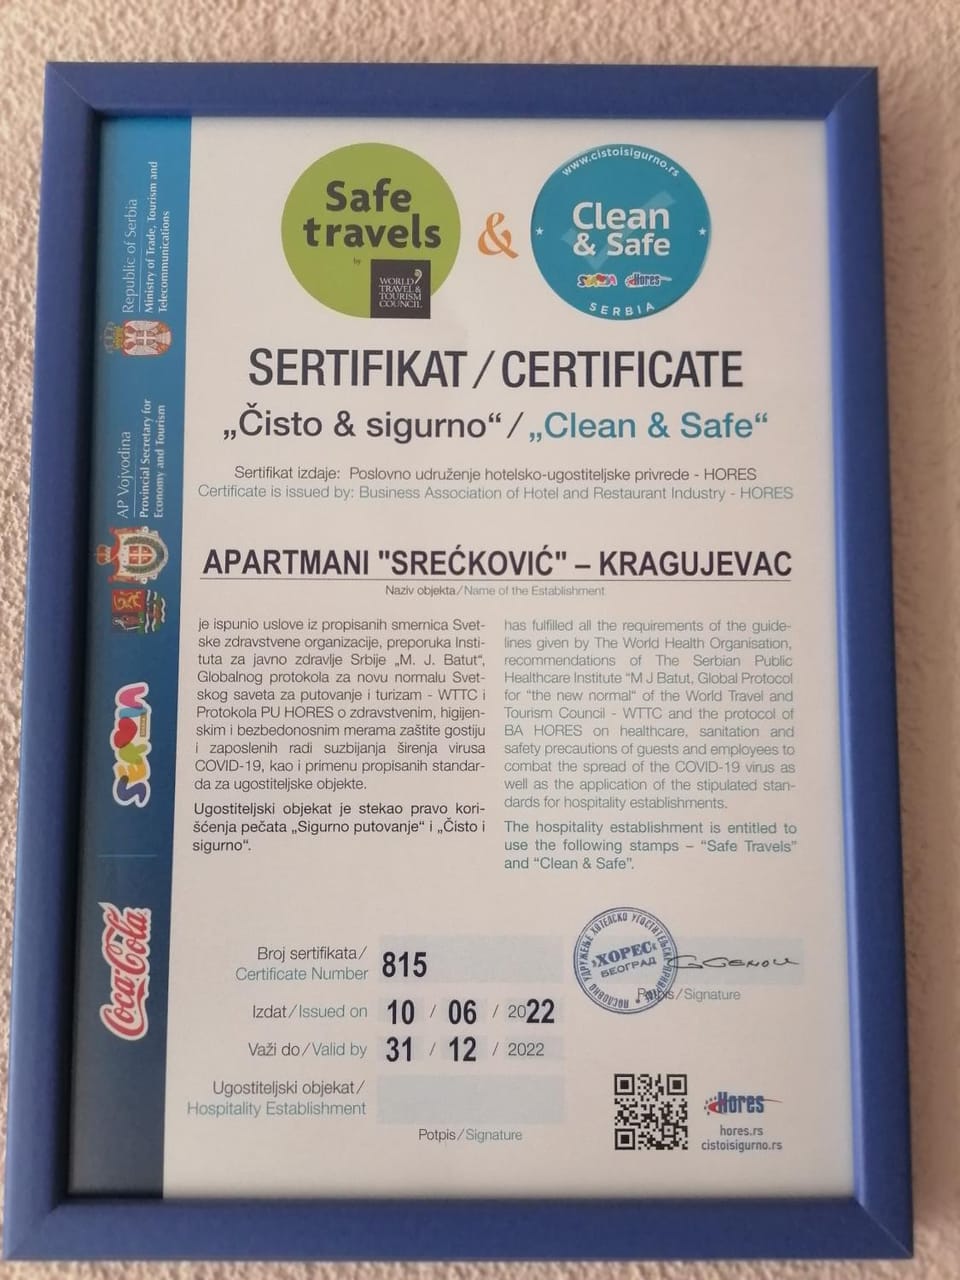 Republic of Serbia
Ministry of Trade, Tourism and
Telecommunications
AP Vojvodina
Provincial Secretary for
Economy and Tourism
Coca-Cola
Safe
travels
by
WORLD
TRAVEL &
TOURISM
COUNCIL
&
www.cistoisigurno.rs
Clean
& Safe
Hores
SERBIA
SERTIFIKAT / CERTIFICATE
„Čisto & sigurno“ / „Clean & Safe“
Sertifikat izdaje: Poslovno udruženje hotelsko-ugostiteljske privrede - HORES
Certificate is issued by: Business Association of Hotel and Restaurant Industry - HORES
APARTMANI "SREĆKOVIĆ" – KRAGUJEVAC
Naziv objekta/Name of the Establishment
je ispunio uslove iz propisanih smernica Svet-
ske zdravstvene organizacije, preporuka Insti-
tuta za javno zdravlje Srbije „M. J. Batut“,
Globalnog protokola za novu normalu Svet-
skog saveta za putovanje i turizam - WTTC i
Protokola PU HORES o zdravstvenim, higijen-
skim i bezbedonosnim merama zaštite gostiju
i zaposlenih radi suzbijanja širenja virusa
COVID-19, kao i primenu propisanih standar-
da za ugostiteljske objekte.
Ugostiteljski objekat je stekao pravo kori-
šćenja pečata „Sigurno putovanje“ i „Čisto i
sigurno“.
has fulfilled all the requirements of the guide-
lines given by The World Health Organisation,
recommendations of The Serbian Public
Healthcare Institute “M J Batut, Global Protocol
for “the new normal“ of the World Travel and
Tourism Council - WTTC and the protocol of
BA HORES on healthcare, sanitation and
safety precautions of guests and employees to
combat the spread of the COVID-19 virus as
well as the application of the stipulated stan-
dards for hospitality establishments.
The hospitality establishment is entitled to
use the following stamps – “Safe Travels”
and “Clean & Safe”.
Broj sertifikata/
Certificate Number 815
Izdat/Issued on 10 / 06 / 2022
Važi do/Valid by 31 / 12 / 2022
Ugostiteljski objekat/
Hospitality Establishment
Potpis/Signature
ПОСЛОВНО УДРУЖЕЊЕ ХОТЕЛСКО УГОСТИТЕЉСКЕ ПРИВРЕДЕ
"ХОРЕС"
БЕОГРАД
Potpis/Signature
Hores
hores.rs
cistoisigurno.rs